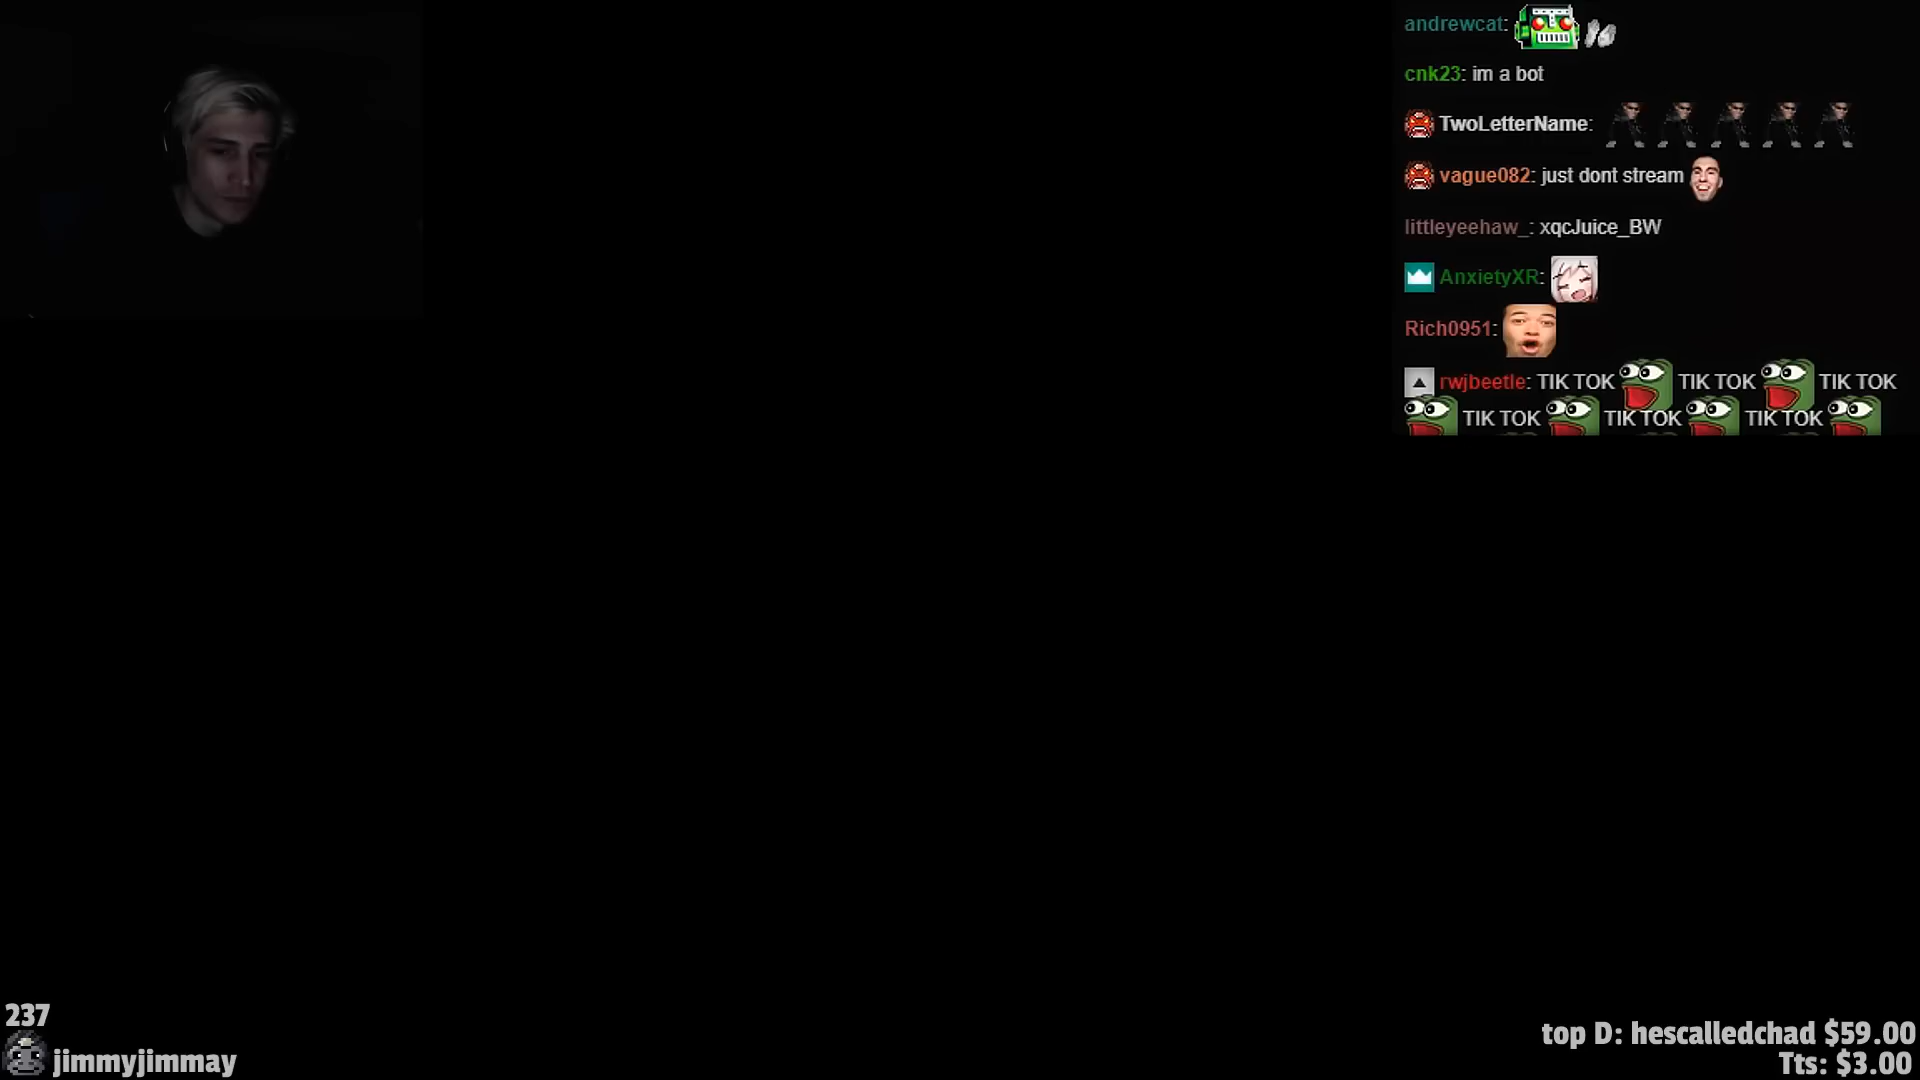 andrewcat:
cnk23: im a bot
TwoLetterName:
vague082: just dont stream
littleyeehaw_: xqcJuice_BW
AnxietyXR:
Rich0951:
rwjbeetle: TIK TOK TIK TOK TIK TOK
TIK TOK TIK TOK TIK TOK
237
jimmyjimmay
top D: hescalledchad $59.00
Tts: $3.00